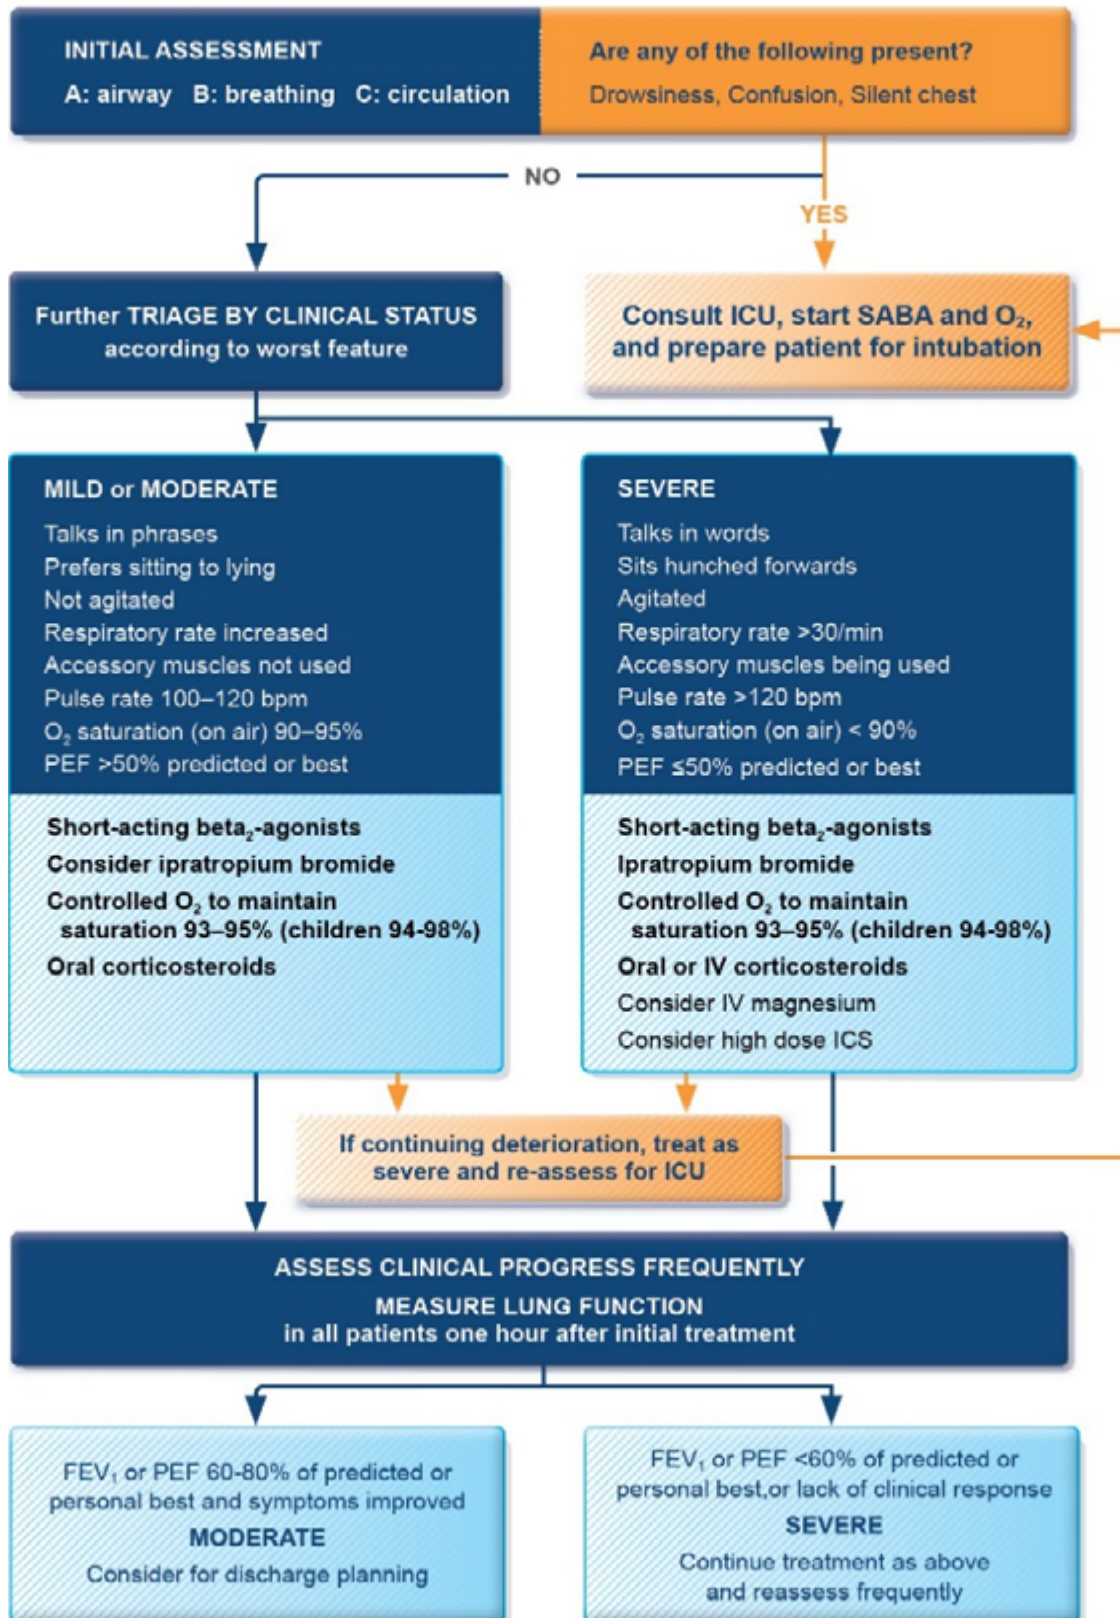 INITIAL ASSESSMENT
A: airway B: breathing C: circulation
Are any of the following present?
Drowsiness, Confusion, Silent chest
NO
YES
Further TRIAGE BY CLINICAL STATUS
according to worst feature
Consult ICU, start SABA and O₂,
and prepare patient for intubation
MILD or MODERATE
Talks in phrases
Prefers sitting to lying
Not agitated
Respiratory rate increased
Accessory muscles not used
Pulse rate 100–120 bpm
O₂ saturation (on air) 90–95%
PEF >50% predicted or best
Short-acting beta₂-agonists
Consider ipratropium bromide
Controlled O₂ to maintain
saturation 93–95% (children 94-98%)
Oral corticosteroids
SEVERE
Talks in words
Sits hunched forwards
Agitated
Respiratory rate >30/min
Accessory muscles being used
Pulse rate >120 bpm
O₂ saturation (on air) < 90%
PEF ≤50% predicted or best
Short-acting beta₂-agonists
Ipratropium bromide
Controlled O₂ to maintain
saturation 93–95% (children 94-98%)
Oral or IV corticosteroids
Consider IV magnesium
Consider high dose ICS
If continuing deterioration, treat as
severe and re-assess for ICU
ASSESS CLINICAL PROGRESS FREQUENTLY
MEASURE LUNG FUNCTION
in all patients one hour after initial treatment
FEV₁ or PEF 60-80% of predicted or
personal best and symptoms improved
MODERATE
Consider for discharge planning
FEV₁ or PEF <60% of predicted or
personal best,or lack of clinical response
SEVERE
Continue treatment as above
and reassess frequently